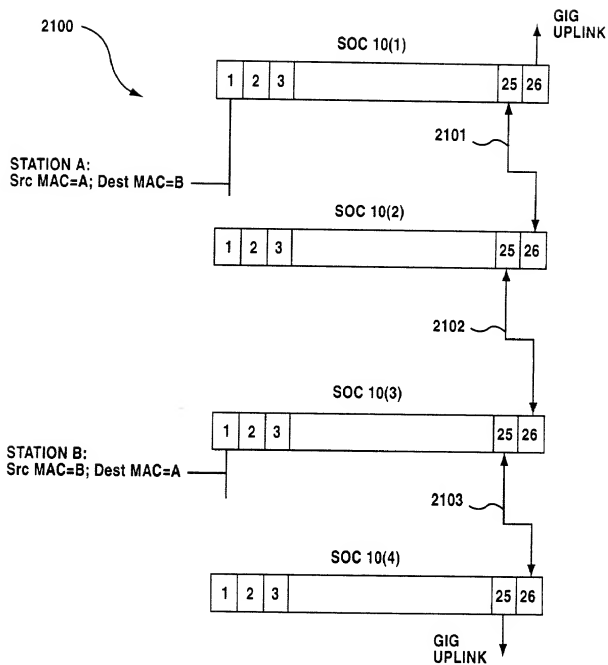 2100
GIG
UPLINK
SOC 10(1)
1 2 3 25 26
2101
STATION A:
Src MAC=A; Dest MAC=B
SOC 10(2)
1 2 3 25 26
2102
SOC 10(3)
1 2 3 25 26
STATION B:
Src MAC=B; Dest MAC=A
2103
SOC 10(4)
1 2 3 25 26
GIG
UPLINK